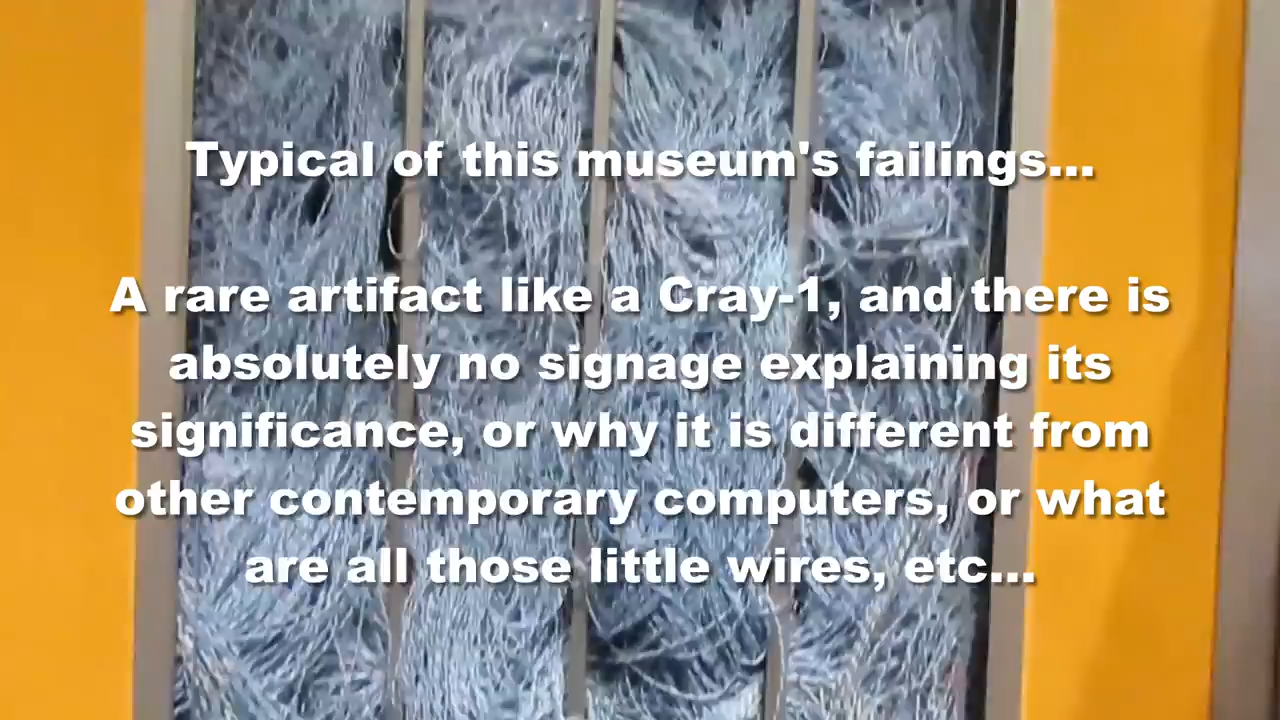 Typical of this museum's failings...
A rare artifact like a Cray-1, and there is
absolutely no signage explaining its
significance, or why it is different from
other contemporary computers, or what
are all those little wires, etc...